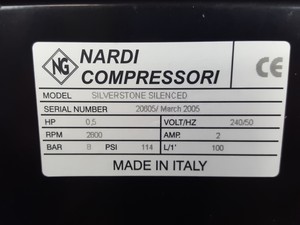 NG
NARDI
COMPRESSORI
CE
MODEL SILVERSTONE SILENCED
SERIAL NUMBER 20605/ March 2005
HP 0.5 VOLT/HZ 240/50
RPM 2800 AMP. 2
BAR 8 PSI 114 L/1' 100
MADE IN ITALY